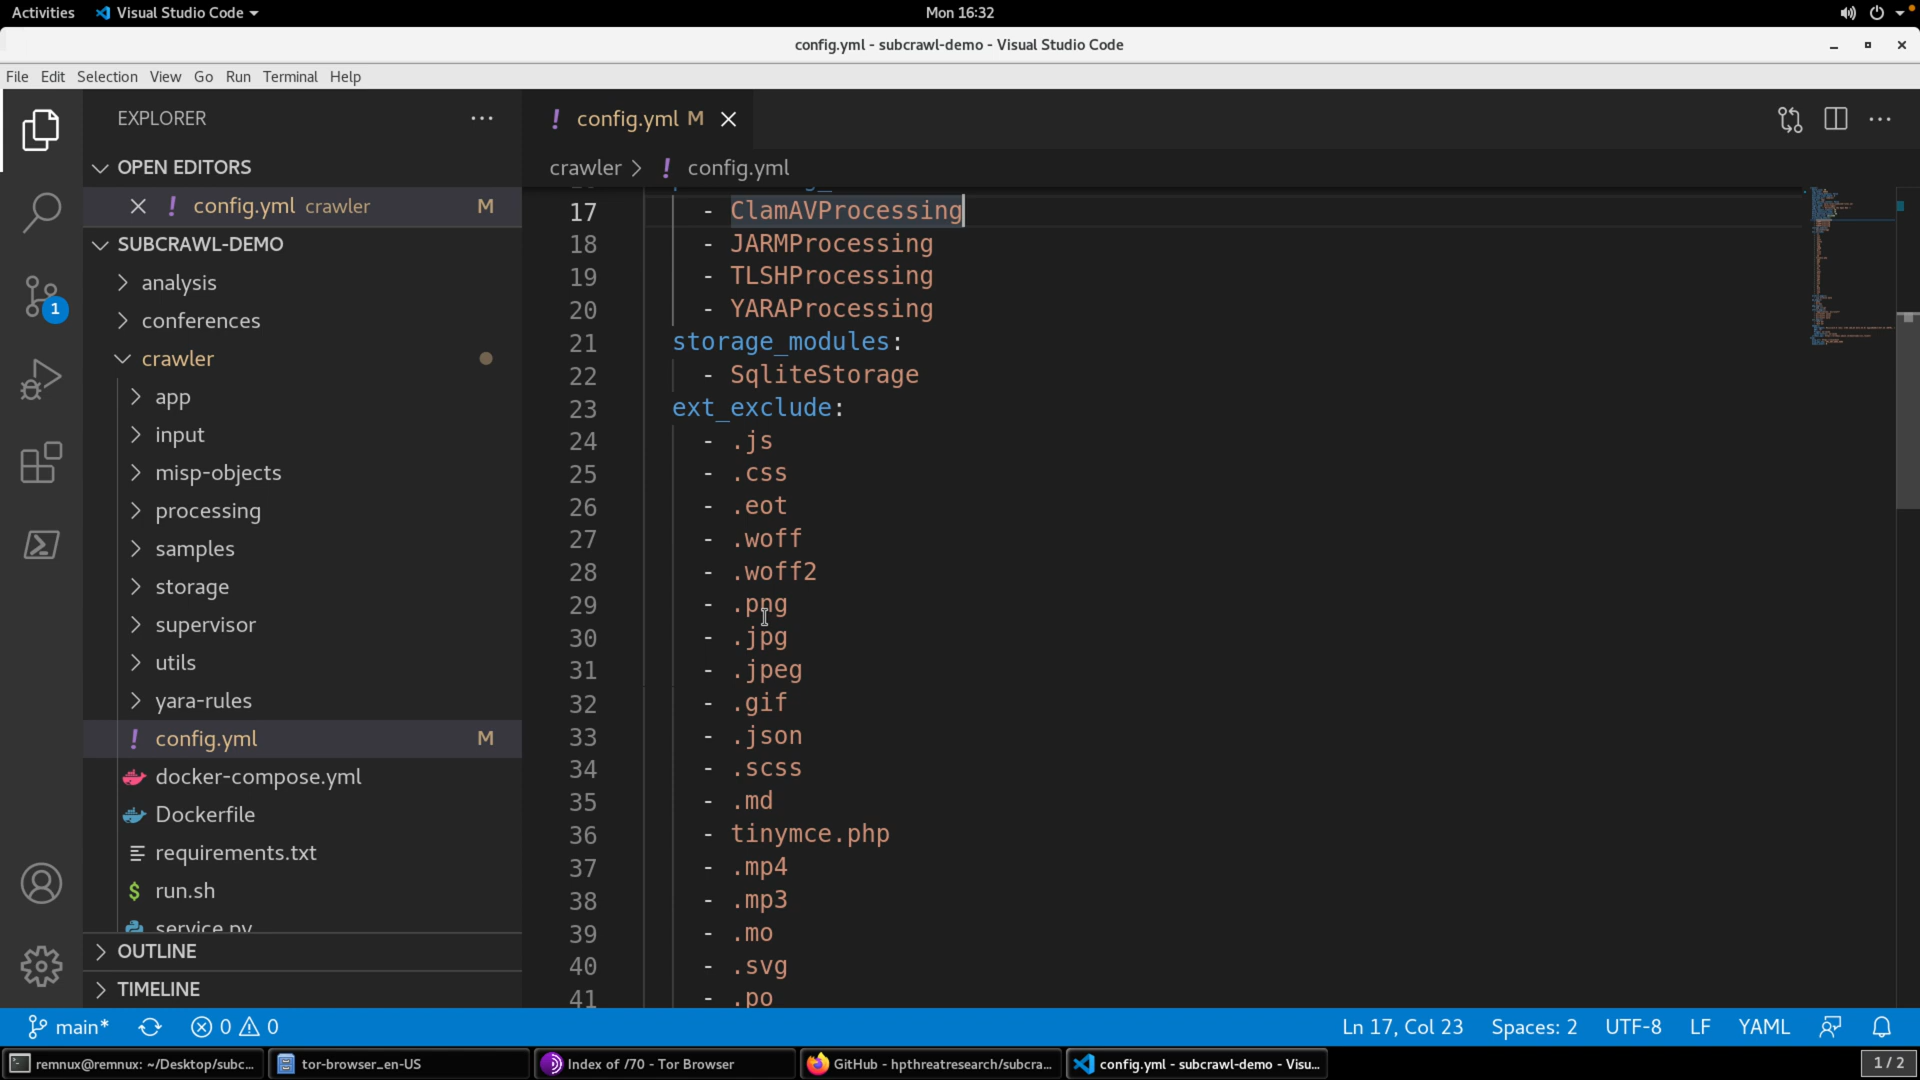 Activities
Visual Studio Code
Mon 16:32
config.yml - subcrawl-demo - Visual Studio Code
File Edit Selection View Go Run Terminal Help
EXPLORER
OPEN EDITORS
config.yml crawler M
SUBCRAWL-DEMO
analysis
conferences
crawler
app
input
misp-objects
processing
samples
storage
supervisor
utils
yara-rules
config.yml M
docker-compose.yml
Dockerfile
requirements.txt
run.sh
service.py
OUTLINE
TIMELINE
1
config.yml M
crawler > config.yml
17 - ClamAVProcessing
18 - JARMProcessing
19 - TLSHProcessing
20 - YARAProcessing
21 storage_modules:
22 - SqliteStorage
23 ext_exclude:
24 - .js
25 - .css
26 - .eot
27 - .woff
28 - .woff2
29 - .png
30 - .jpg
31 - .jpeg
32 - .gif
33 - .json
34 - .scss
35 - .md
36 - tinymce.php
37 - .mp4
38 - .mp3
39 - .mo
40 - .svg
41 - .po
main* 0 0
Ln 17, Col 23 Spaces: 2 UTF-8 LF YAML
remnux@remnux: ~/Desktop/subc...
tor-browser_en-US
Index of /70 - Tor Browser
GitHub - hpthreatresearch/subcra...
config.yml - subcrawl-demo - Visu...
1 / 2